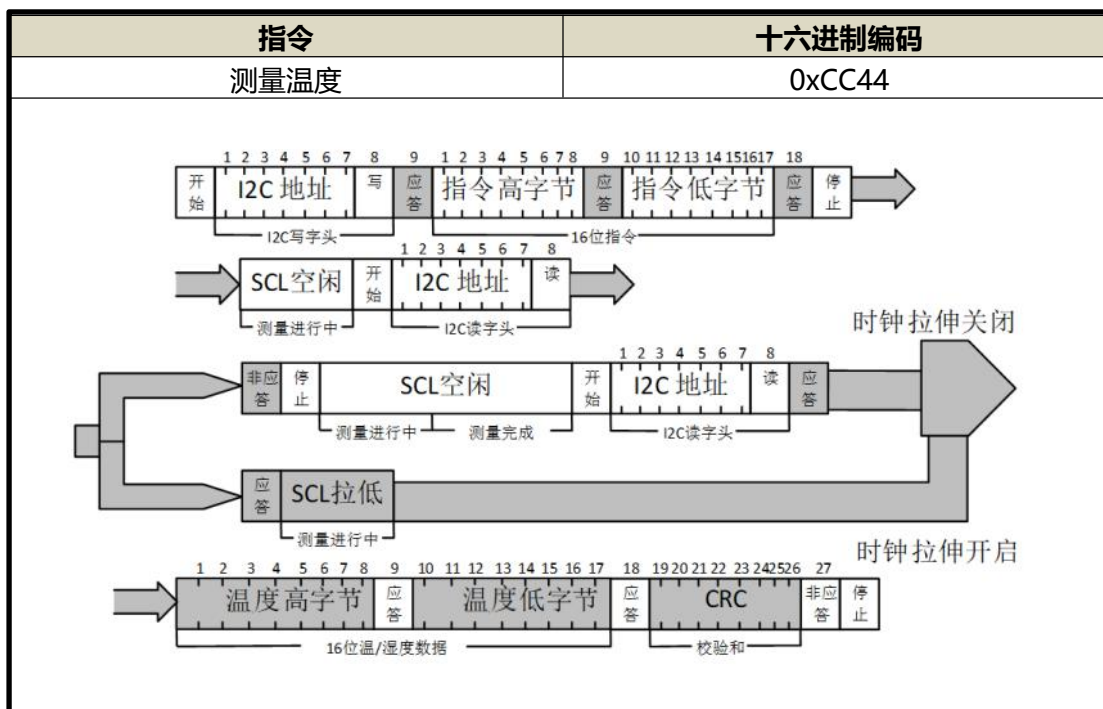 指令 十六进制编码
测量温度 0xCC44
1 2 3 4 5 6 7 8 9 1 2 3 4 5 6 7 8 9 10 11 12 13 14 15 16 17 18
开始 I2C 地址 写 应答 指令高字节 应答 指令低字节 应答 停止
I2C写字头 16位指令
1 2 3 4 5 6 7 8
SCL空闲 开始 I2C 地址 读
测量进行中 I2C读字头
时钟拉伸关闭
1 2 3 4 5 6 7 8
非应答 停止 SCL空闲 开始 I2C 地址 读 应答
测量进行中 测量完成 I2C读字头
应答 SCL拉低
测量进行中
时钟拉伸开启
1 2 3 4 5 6 7 8 9 10 11 12 13 14 15 16 17 18 19 20 21 22 23 24 25 26 27
温度高字节 应答 温度低字节 应答 CRC 非应答 停止
16位温/湿度数据 校验和